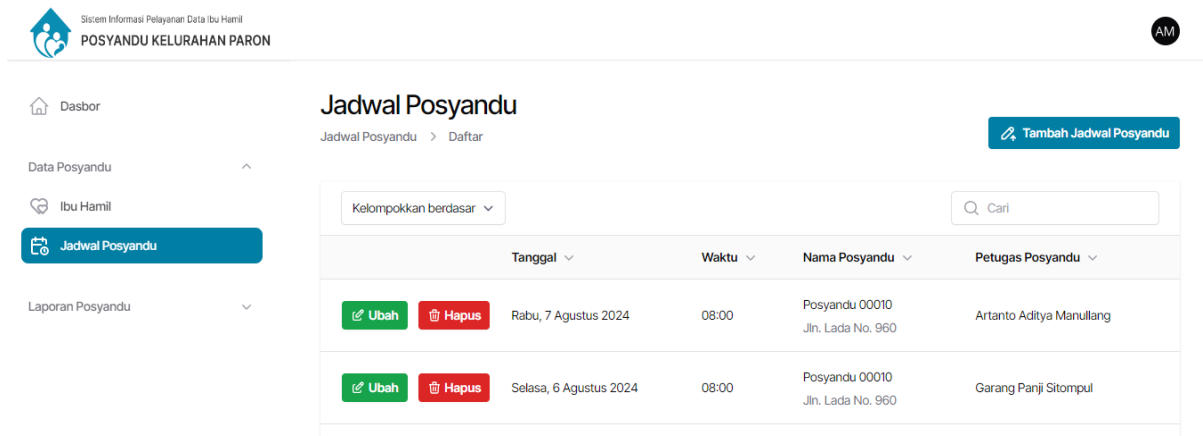 Sistem Informasi Pelayanan Data Ibu Hamil
POSYANDU KELURAHAN PARON
AM
Dasbor
Data Posyandu
Ibu Hamil
Jadwal Posyandu
Laporan Posyandu
Jadwal Posyandu
Jadwal Posyandu > Daftar
Tambah Jadwal Posyandu
Kelompokkan berdasar
Cari
Tanggal Waktu Nama Posyandu Petugas Posyandu
Ubah Hapus Rabu, 7 Agustus 2024 08:00 Posyandu 00010 Artanto Aditya Manullang
Jln. Lada No. 960
Ubah Hapus Selasa, 6 Agustus 2024 08:00 Posyandu 00010 Garang Panji Sitompul
Jln. Lada No. 960